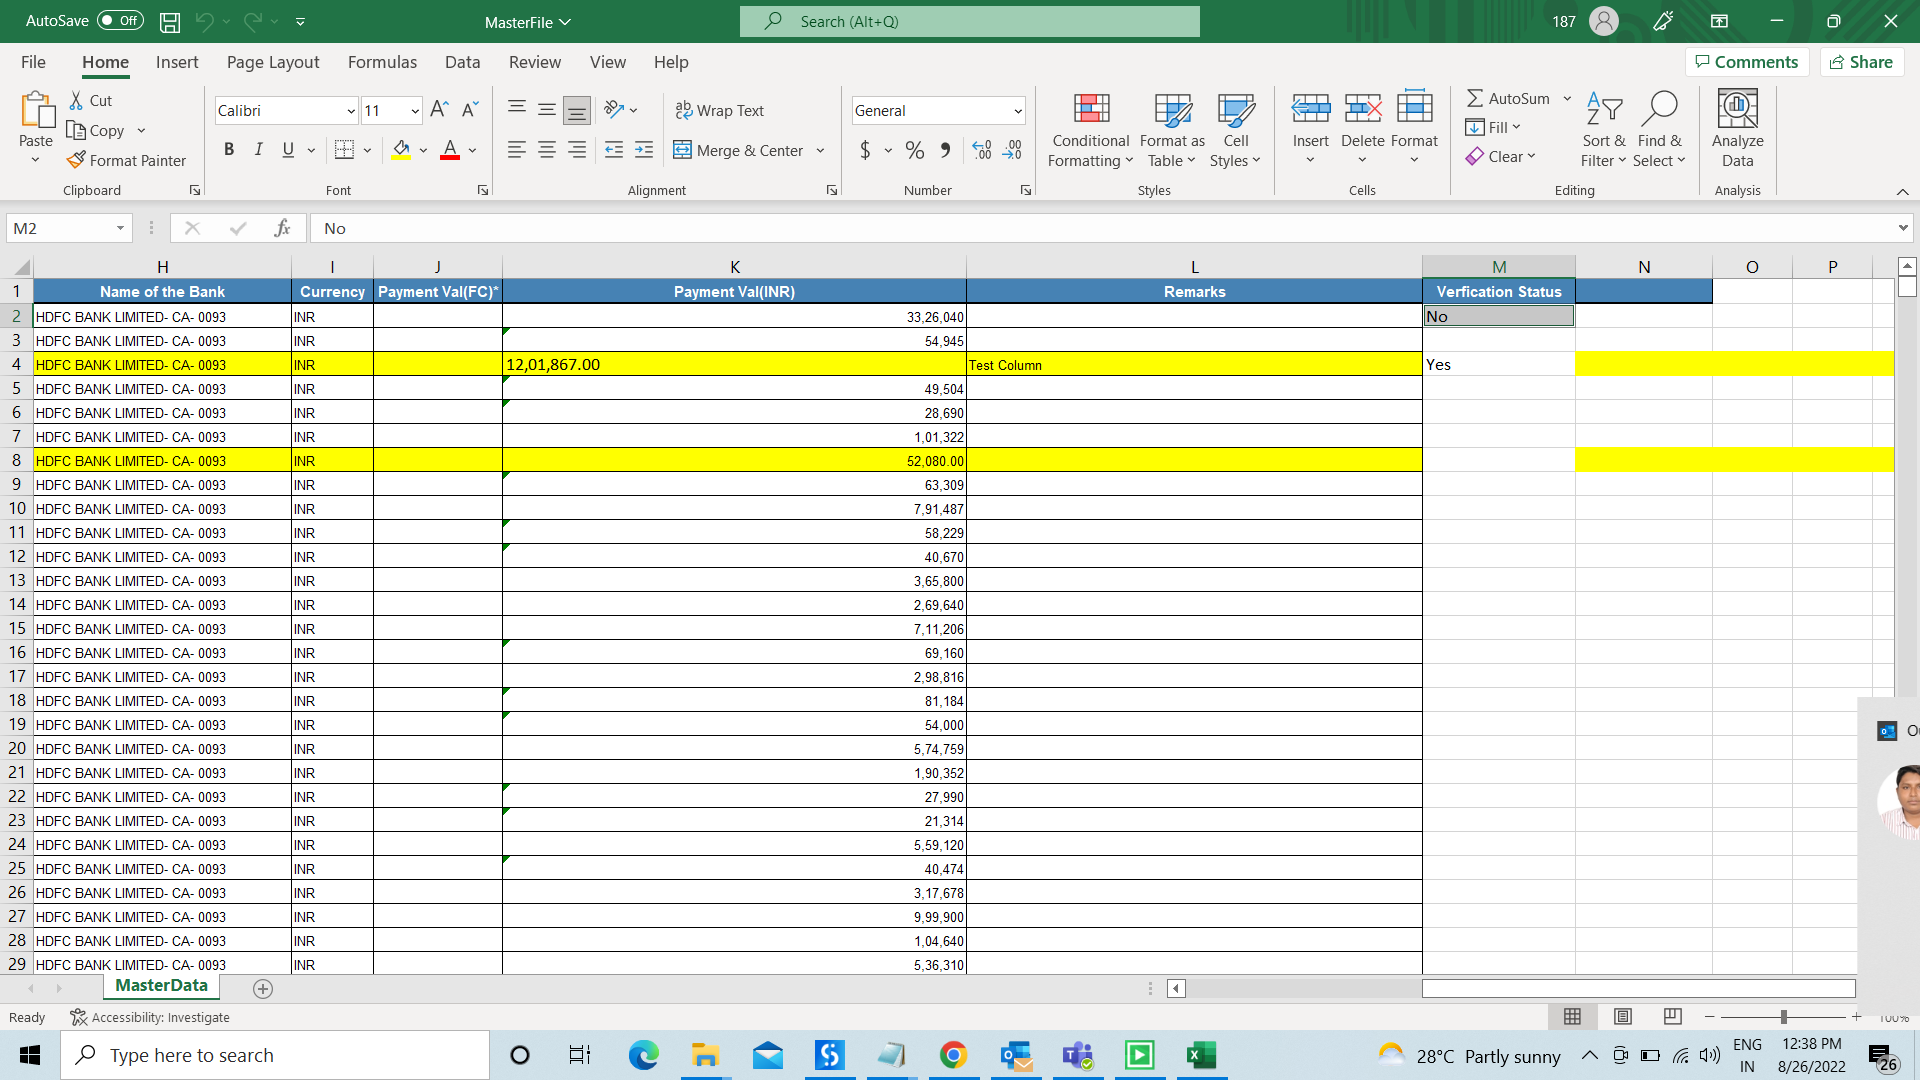 AutoSave Off MasterFile Search (Alt+Q) 187
File Home Insert Page Layout Formulas Data Review View Help Comments Share
Paste Cut Copy Format Painter Clipboard
Calibri 11 B I U A Font
ab Wrap Text Merge & Center Alignment
General $ % Number
Conditional Formatting Format as Table Cell Styles Styles
Insert Delete Format Cells
AutoSum Fill Clear Sort & Filter Find & Select Editing
Analyze Data Analysis
M2 fx No
H I J K L M N O P
1 Name of the Bank Currency Payment Val(FC)* Payment Val(INR) Remarks Verfication Status
2 HDFC BANK LIMITED- CA- 0093 INR 33,26,040 No
3 HDFC BANK LIMITED- CA- 0093 INR 54,945
4 HDFC BANK LIMITED- CA- 0093 INR 12,01,867.00 Test Column Yes
5 HDFC BANK LIMITED- CA- 0093 INR 49,504
6 HDFC BANK LIMITED- CA- 0093 INR 28,690
7 HDFC BANK LIMITED- CA- 0093 INR 1,01,322
8 HDFC BANK LIMITED- CA- 0093 INR 52,080.00
9 HDFC BANK LIMITED- CA- 0093 INR 63,309
10 HDFC BANK LIMITED- CA- 0093 INR 7,91,487
11 HDFC BANK LIMITED- CA- 0093 INR 58,229
12 HDFC BANK LIMITED- CA- 0093 INR 40,670
13 HDFC BANK LIMITED- CA- 0093 INR 3,65,800
14 HDFC BANK LIMITED- CA- 0093 INR 2,69,640
15 HDFC BANK LIMITED- CA- 0093 INR 7,11,206
16 HDFC BANK LIMITED- CA- 0093 INR 69,160
17 HDFC BANK LIMITED- CA- 0093 INR 2,98,816
18 HDFC BANK LIMITED- CA- 0093 INR 81,184
19 HDFC BANK LIMITED- CA- 0093 INR 54,000
20 HDFC BANK LIMITED- CA- 0093 INR 5,74,759
21 HDFC BANK LIMITED- CA- 0093 INR 1,90,352
22 HDFC BANK LIMITED- CA- 0093 INR 27,990
23 HDFC BANK LIMITED- CA- 0093 INR 21,314
24 HDFC BANK LIMITED- CA- 0093 INR 5,59,120
25 HDFC BANK LIMITED- CA- 0093 INR 40,474
26 HDFC BANK LIMITED- CA- 0093 INR 3,17,678
27 HDFC BANK LIMITED- CA- 0093 INR 9,99,900
28 HDFC BANK LIMITED- CA- 0093 INR 1,04,640
29 HDFC BANK LIMITED- CA- 0093 INR 5,36,310
MasterData
Ready Accessibility: Investigate 100%
Type here to search 28°C Partly sunny ENG IN 12:38 PM 8/26/2022 26